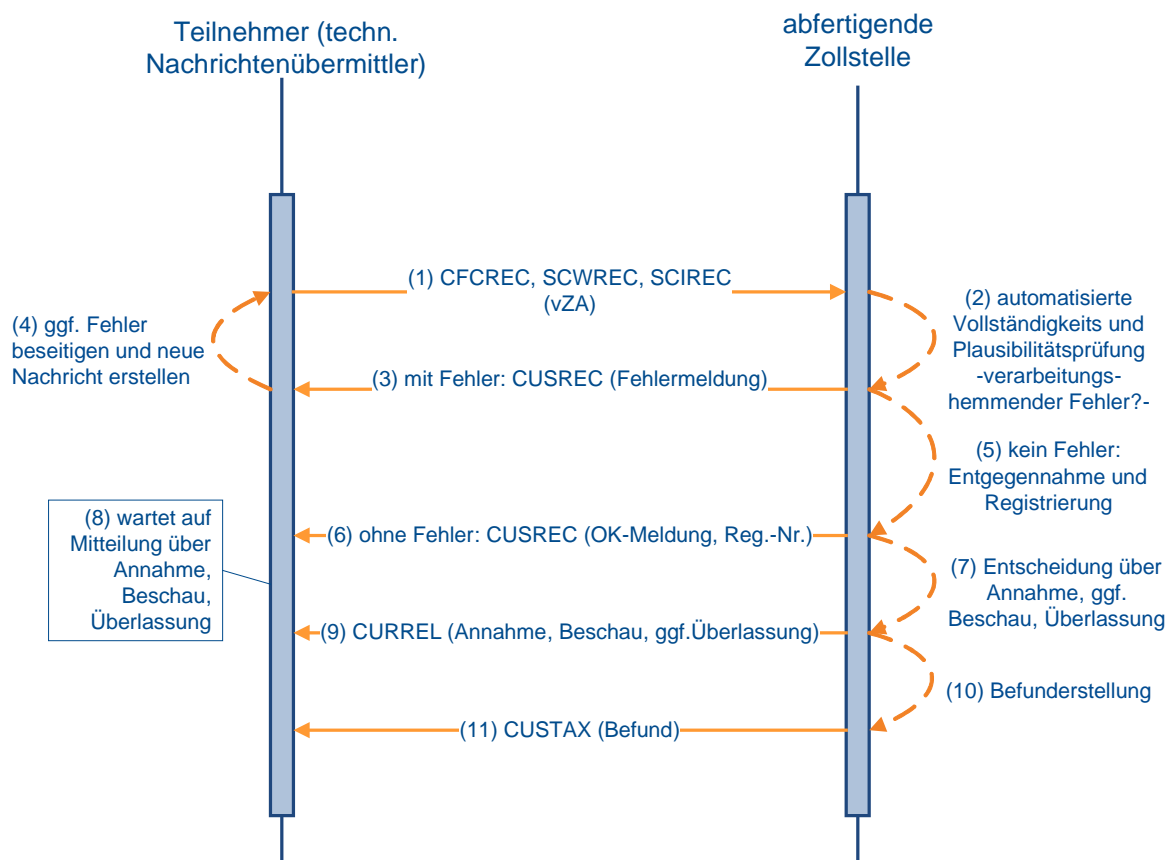 Teilnehmer (techn.
Nachrichtenübermittler)
abfertigende
Zollstelle
(1) CFCREC, SCWREC, SCIREC
(vZA)
(2) automatisierte
Vollständigkeits und
Plausibilitätsprüfung
-verarbeitungs-
hemmender Fehler?-
(4) ggf. Fehler
beseitigen und neue
Nachricht erstellen
(3) mit Fehler: CUSREC (Fehlermeldung)
(5) kein Fehler:
Entgegennahme und
Registrierung
(8) wartet auf
Mitteilung über
Annahme,
Beschau,
Überlassung
(6) ohne Fehler: CUSREC (OK-Meldung, Reg.-Nr.)
(7) Entscheidung über
Annahme, ggf.
Beschau, Überlassung
(9) CURREL (Annahme, Beschau, ggf.Überlassung)
(10) Befunderstellung
(11) CUSTAX (Befund)